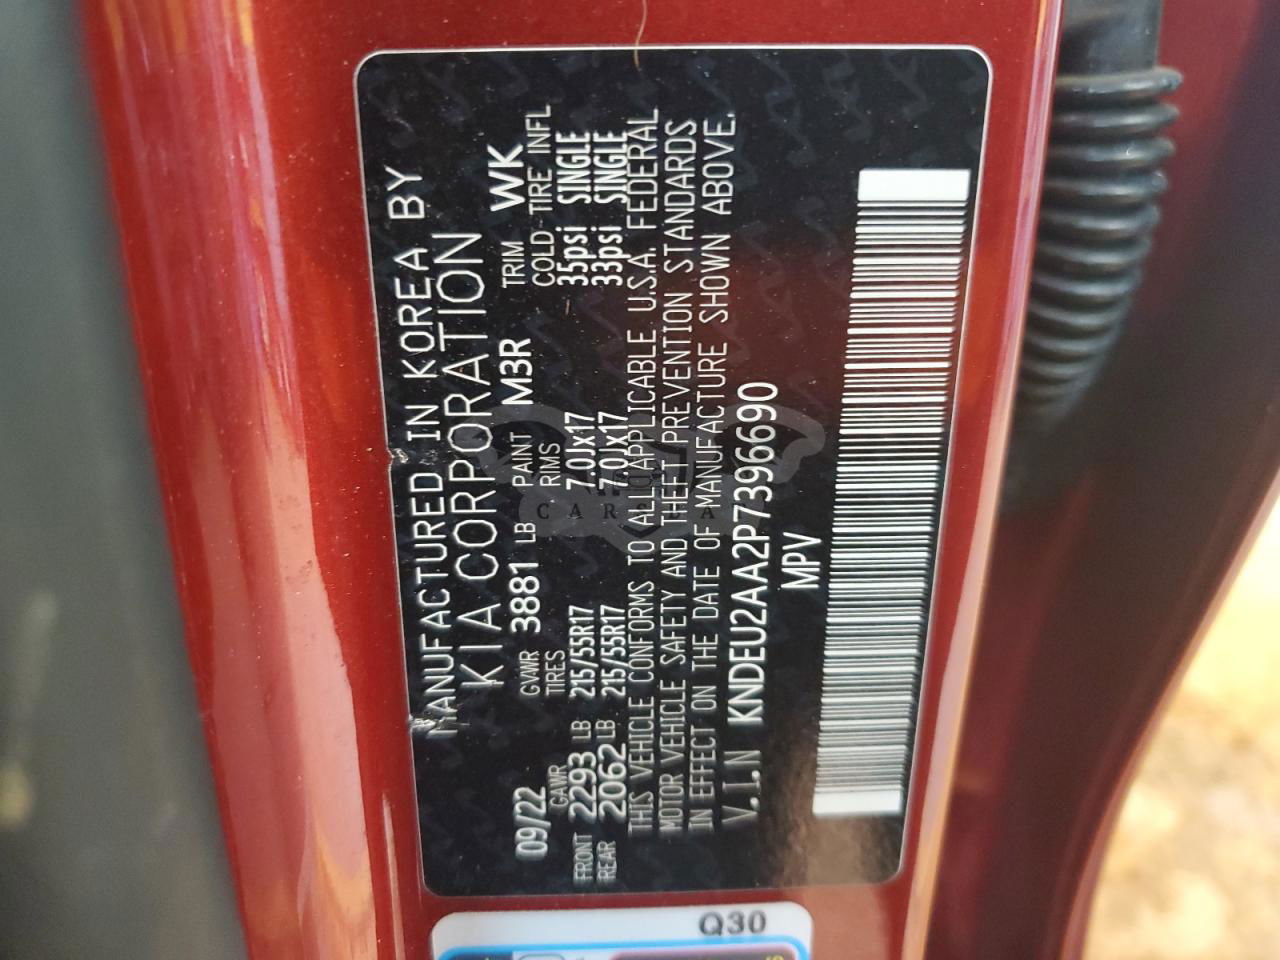 MANUFACTURED IN KOREA BY
KIA CORPORATION
09/22 GVWR 3881 LB PAINT M3R TRIM WK
GAWR TIRES RIMS COLD TIRE INFL
FRONT 2293 LB 215/55R17 7.0Jx17 35psi SINGLE
REAR 2062 LB 215/55R17 7.0Jx17 33psi SINGLE
THIS VEHICLE CONFORMS TO ALL APPLICABLE U.S.A. FEDERAL
MOTOR VEHICLE SAFETY AND THEFT PREVENTION STANDARDS
IN EFFECT ON THE DATE OF MANUFACTURE SHOWN ABOVE.
V.I.N KNDEU2AA2P7396690
MPV
Q30